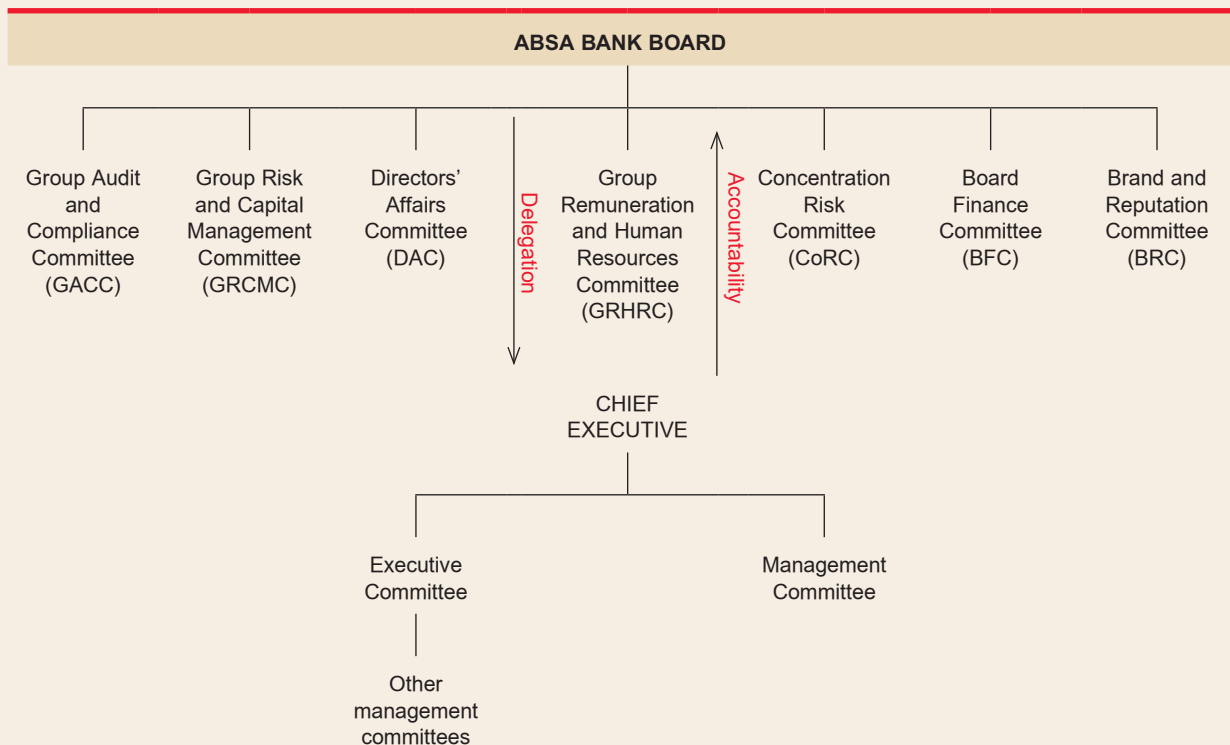 ABSA BANK BOARD
Group Audit
and
Compliance
Committee
(GACC)
Group Risk
and Capital
Management
Committee
(GRCMC)
Directors’
Affairs
Committee
(DAC)
Delegation
Group
Remuneration
and Human
Resources
Committee
(GRHRC)
Accountability
Concentration
Risk
Committee
(CoRC)
Board
Finance
Committee
(BFC)
Brand and
Reputation
Committee
(BRC)
CHIEF
EXECUTIVE
Executive
Committee
Management
Committee
Other
management
committees